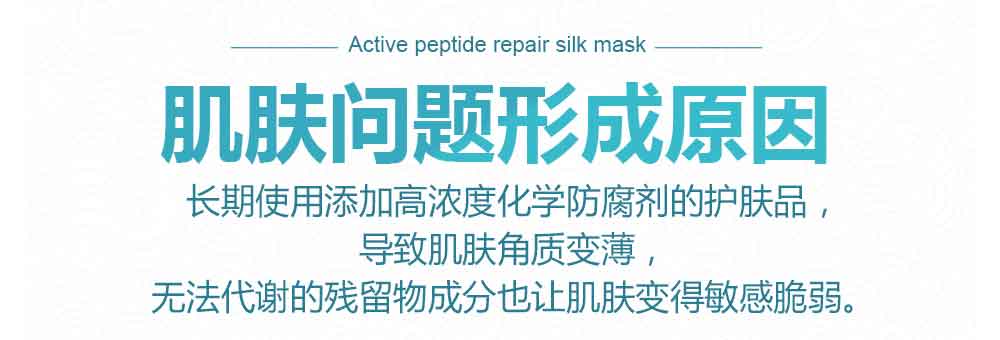 Active peptide repair silk mask
肌肤问题形成原因
长期使用添加高浓度化学防腐剂的护肤品，
导致肌肤角质变薄，
无法代谢的残留物成分也让肌肤变得敏感脆弱。